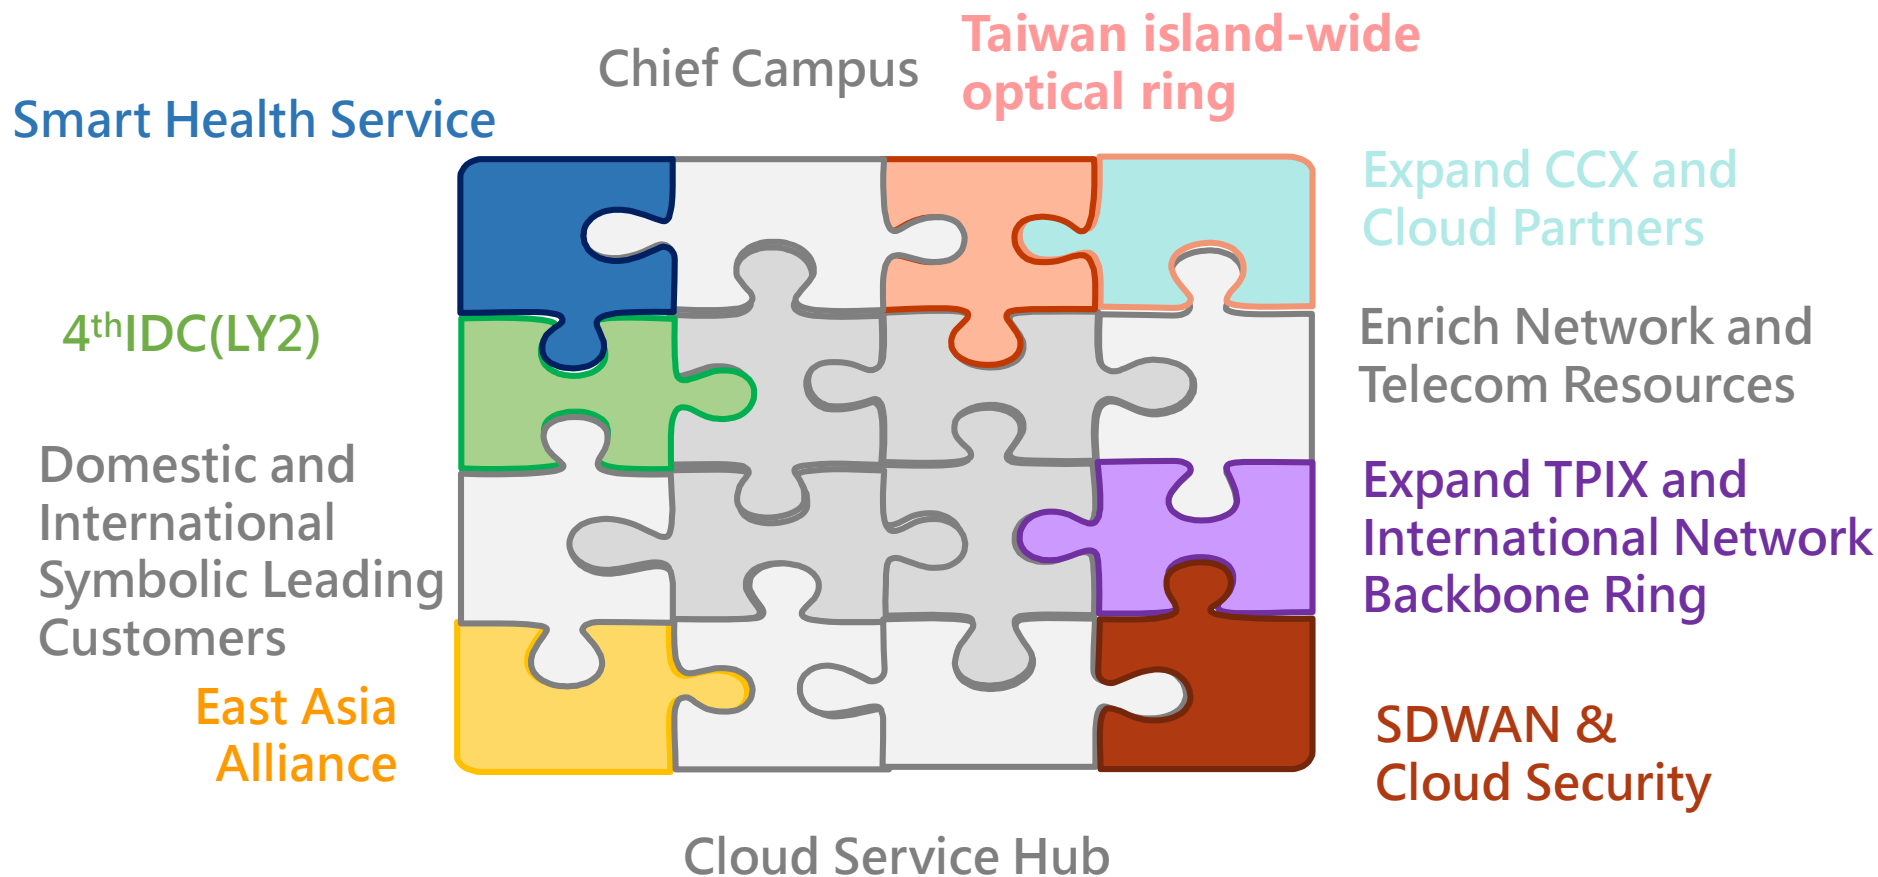 Chief Campus
Taiwan island-wide
optical ring
Smart Health Service
Expand CCX and
Cloud Partners
4thIDC(LY2)
Enrich Network and
Telecom Resources
Domestic and
International
Symbolic Leading
Customers
Expand TPIX and
International Network
Backbone Ring
East Asia
Alliance
SDWAN &
Cloud Security
Cloud Service Hub